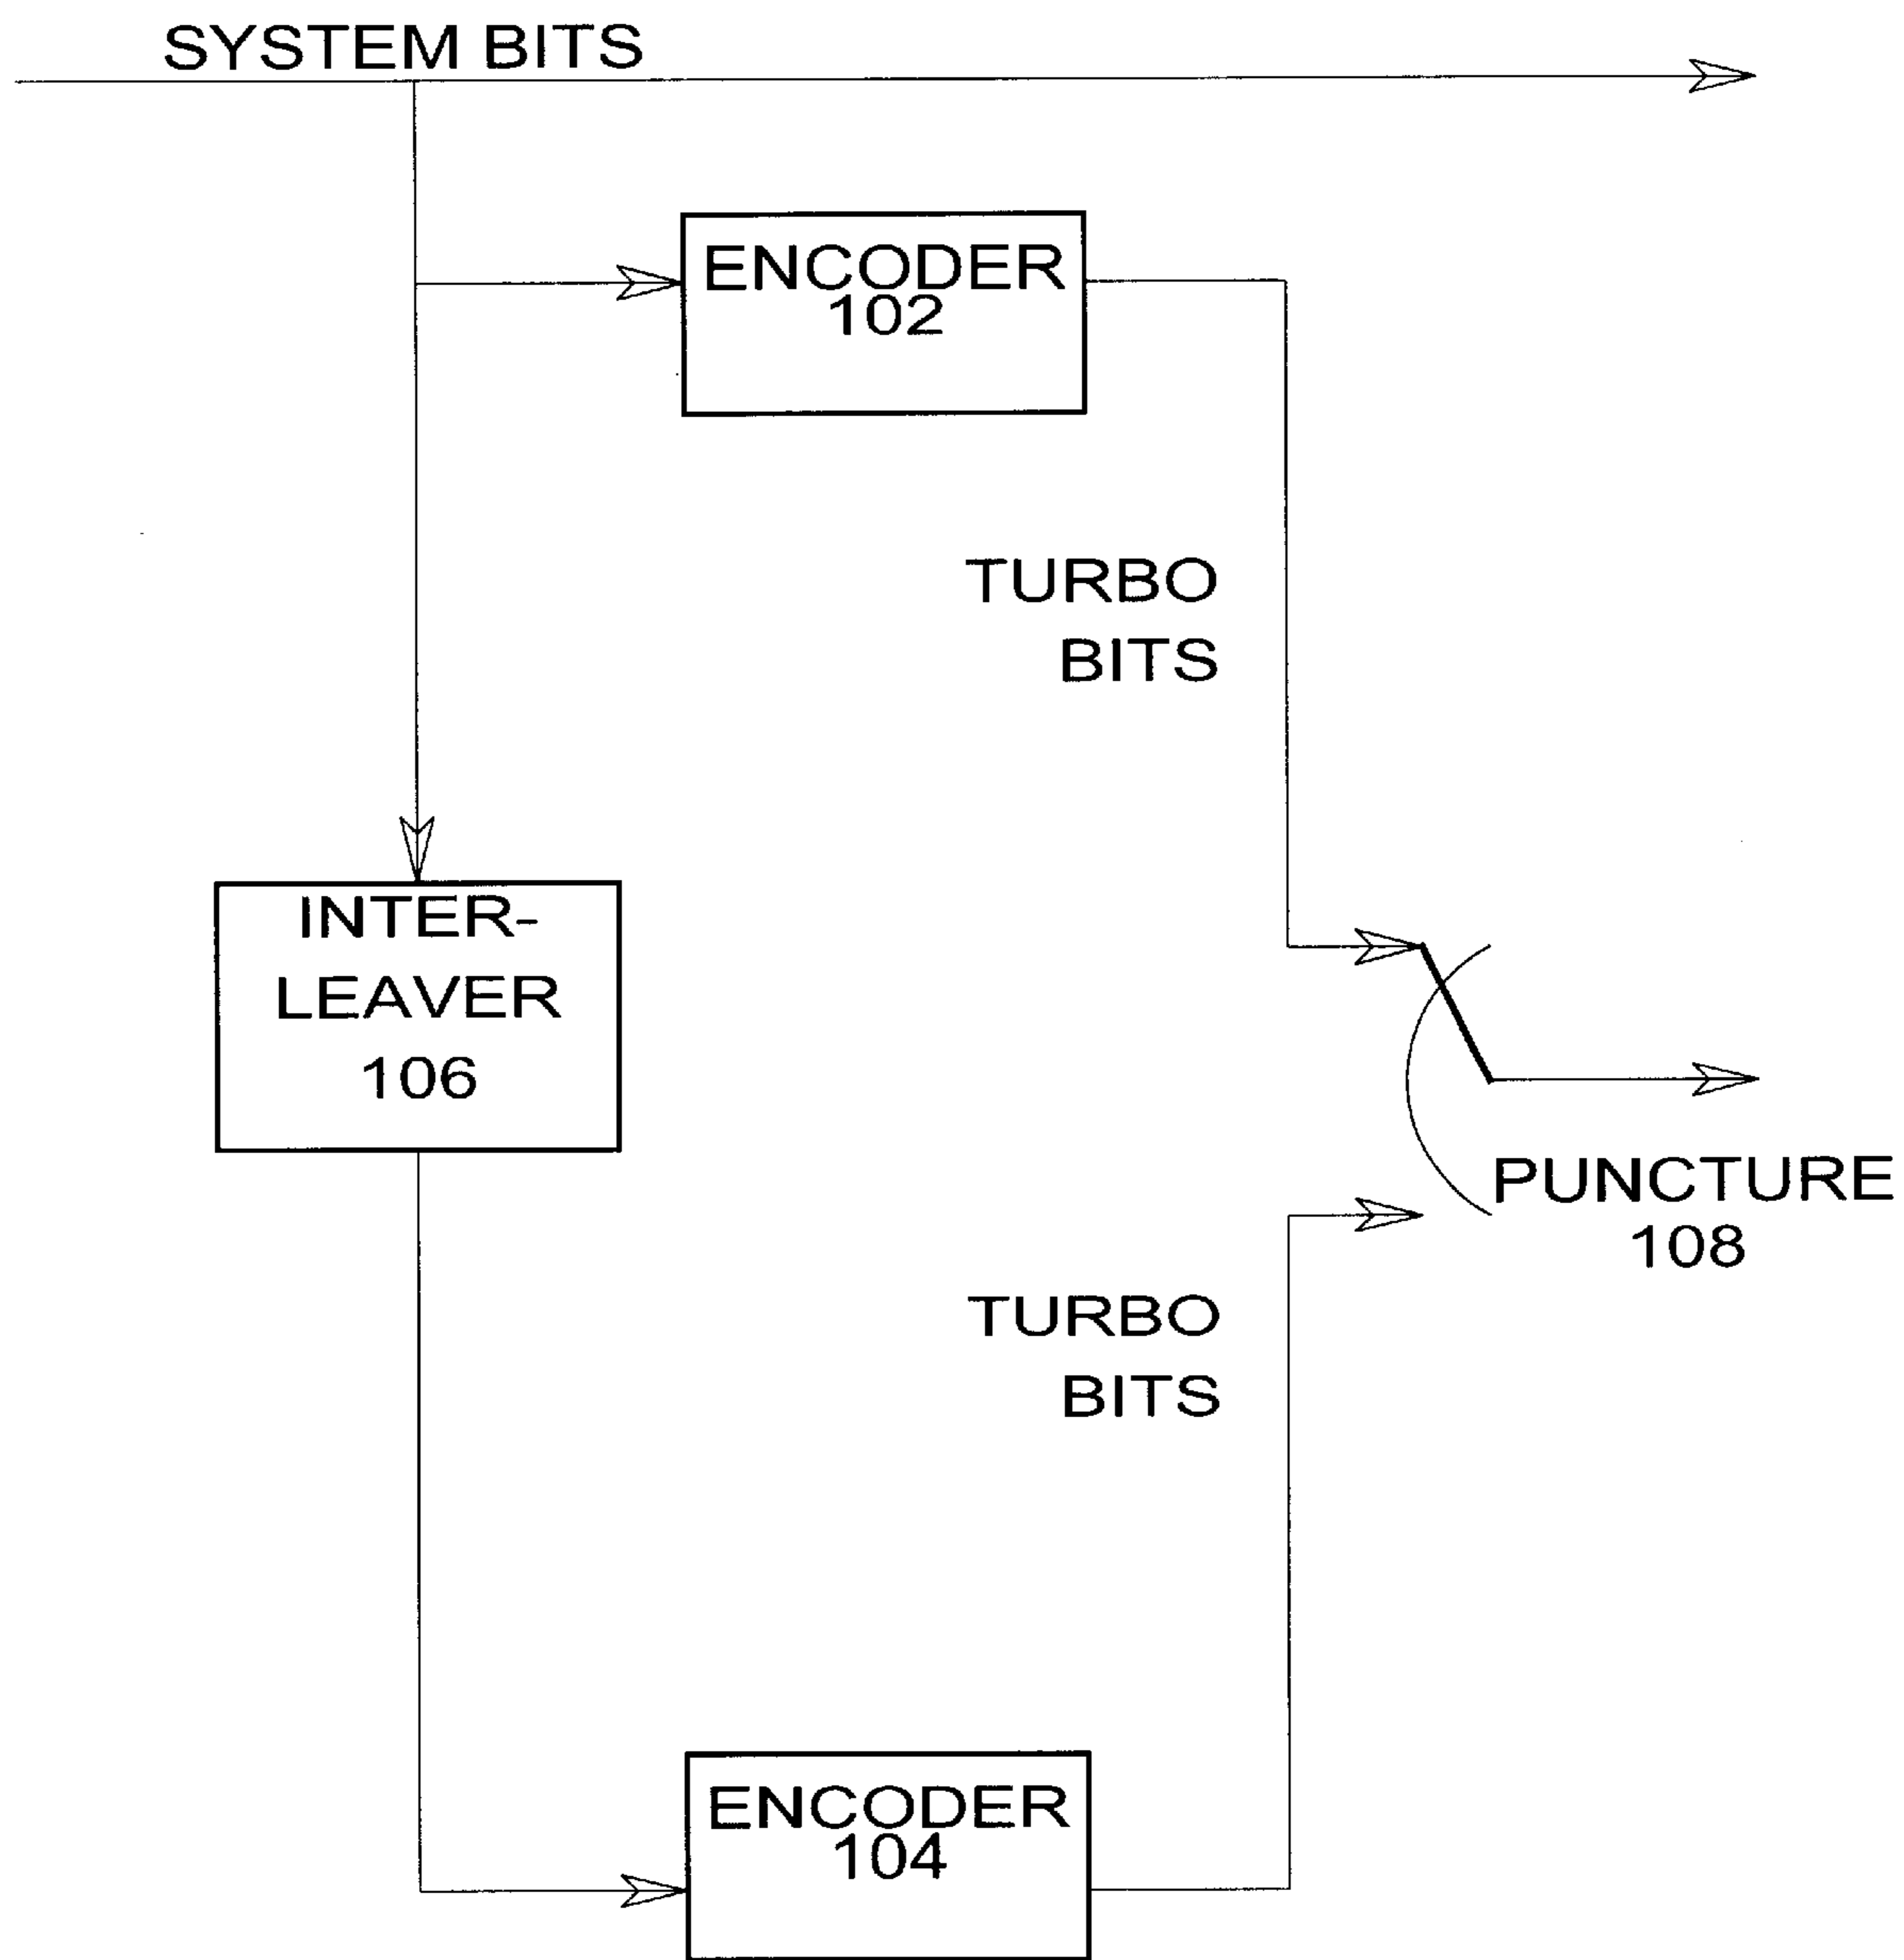 SYSTEM BITS
ENCODER
102
TURBO
BITS
INTER-
LEAVER
106
PUNCTURE
108
TURBO
BITS
ENCODER
104